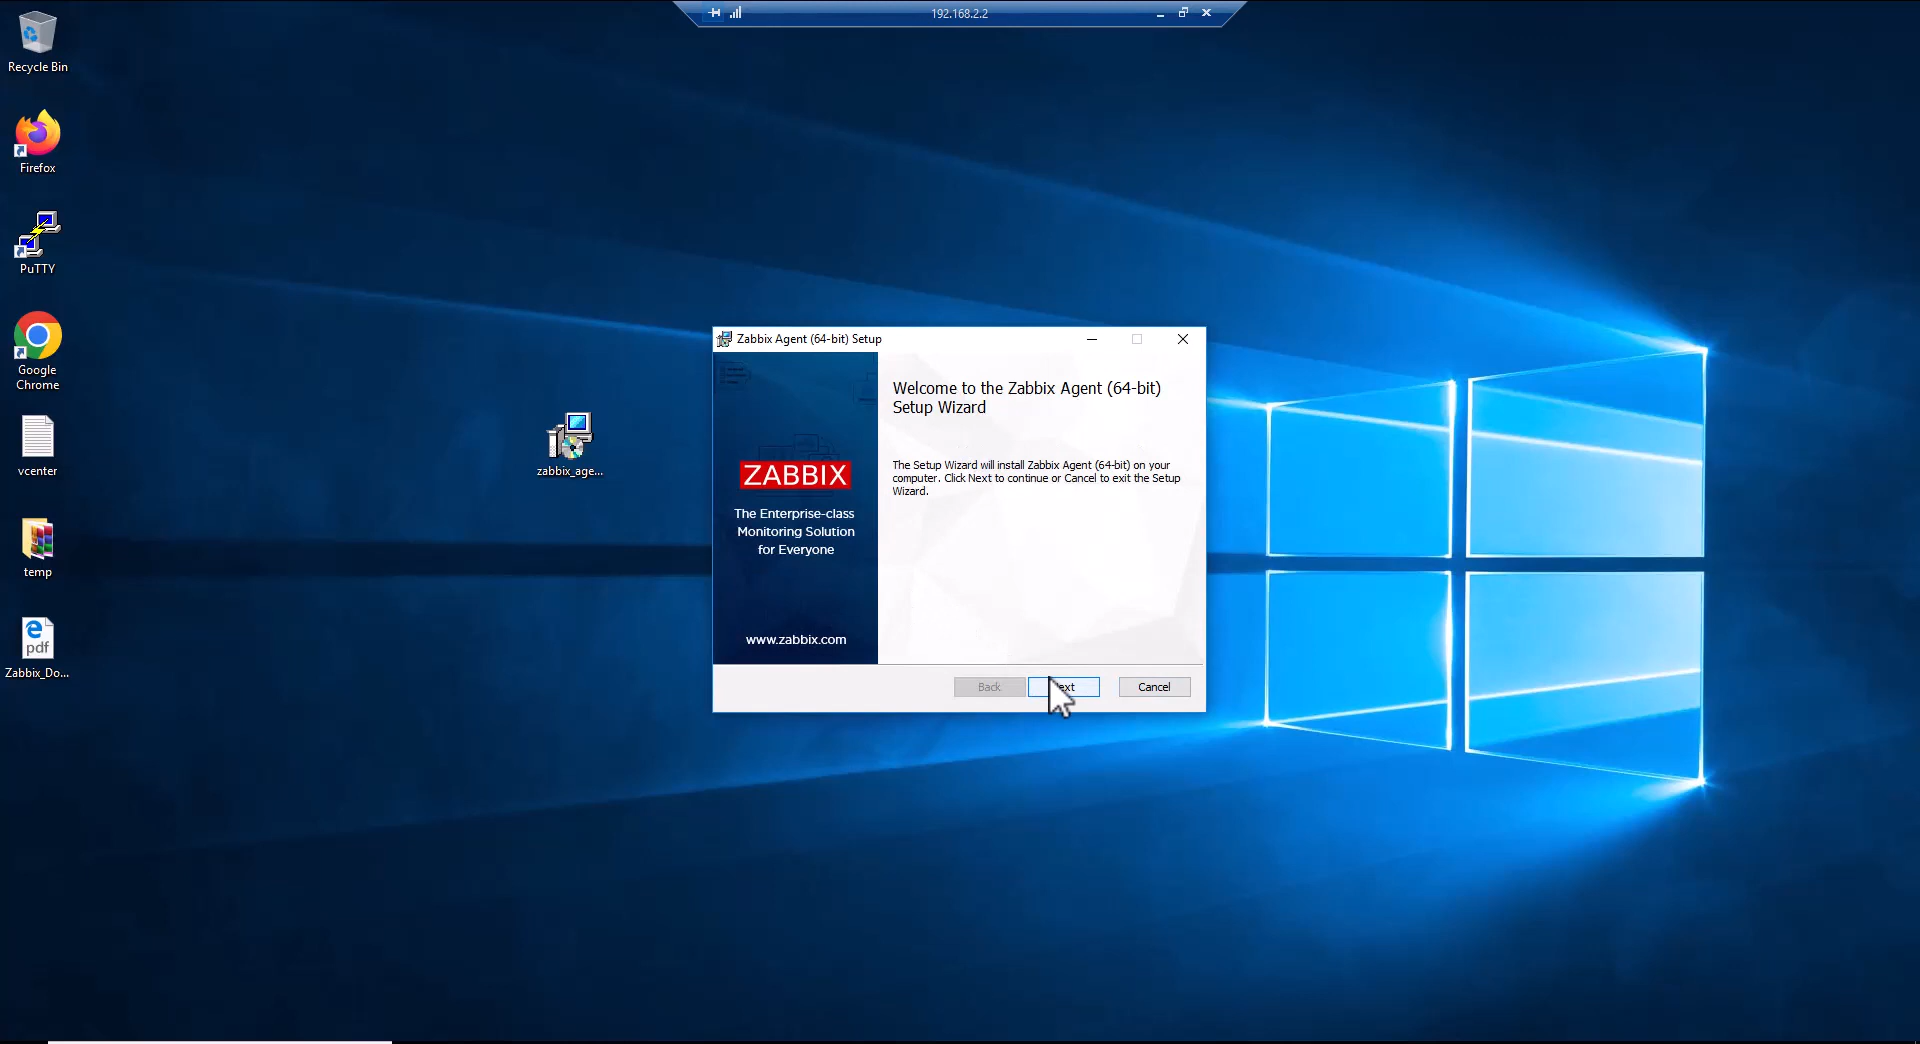 192.168.2.2
Recycle Bin
Firefox
PuTTY
Google
Chrome
vcenter
temp
pdf
Zabbix_Do...
zabbix_age...
Zabbix Agent (64-bit) Setup
ZABBIX
The Enterprise-class
Monitoring Solution
for Everyone
www.zabbix.com
Welcome to the Zabbix Agent (64-bit)
Setup Wizard
The Setup Wizard will install Zabbix Agent (64-bit) on your
computer. Click Next to continue or Cancel to exit the Setup
Wizard.
Back
ext
Cancel